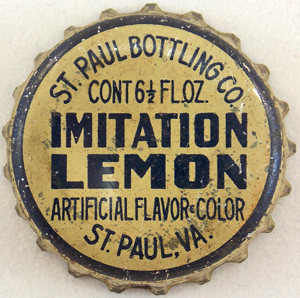 ST. PAUL BOTTLING CO.
CONT 6½ FL. OZ.
IMITATION
LEMON
ARTIFICIAL FLAVOR & COLOR
ST. PAUL, VA.